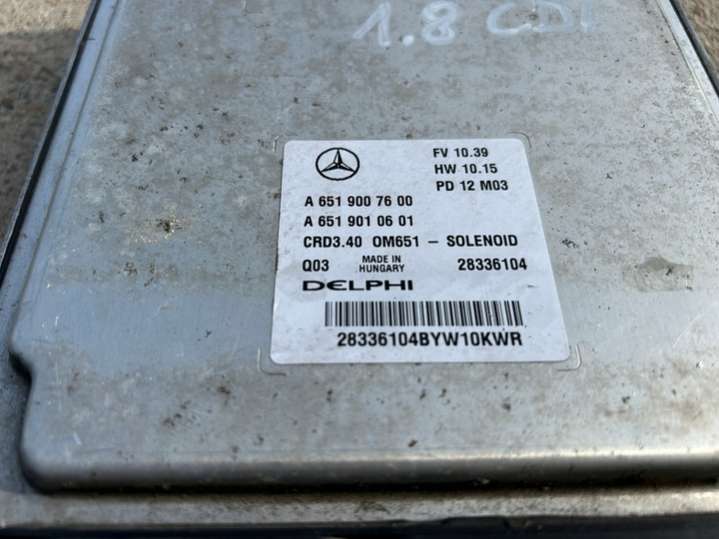 1.8 CDI
FV 10.39
HW 10.15
PD 12 M03
A 651 900 76 00
A 651 901 06 01
CRD3.40 OM651 – SOLENOID
Q03 MADE IN HUNGARY 28336104
DELPHI
28336104BYW10KWR